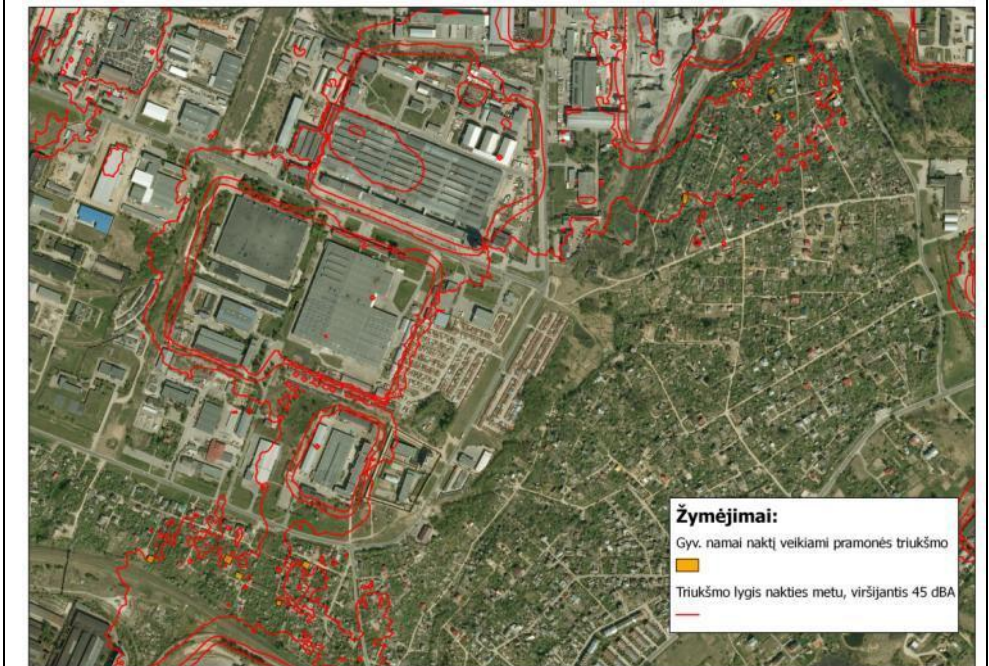 Žymėjimai:
Gyv. namai naktį veikiami pramonės triukšmo
Triukšmo lygis nakties metu, viršijantis 45 dBA